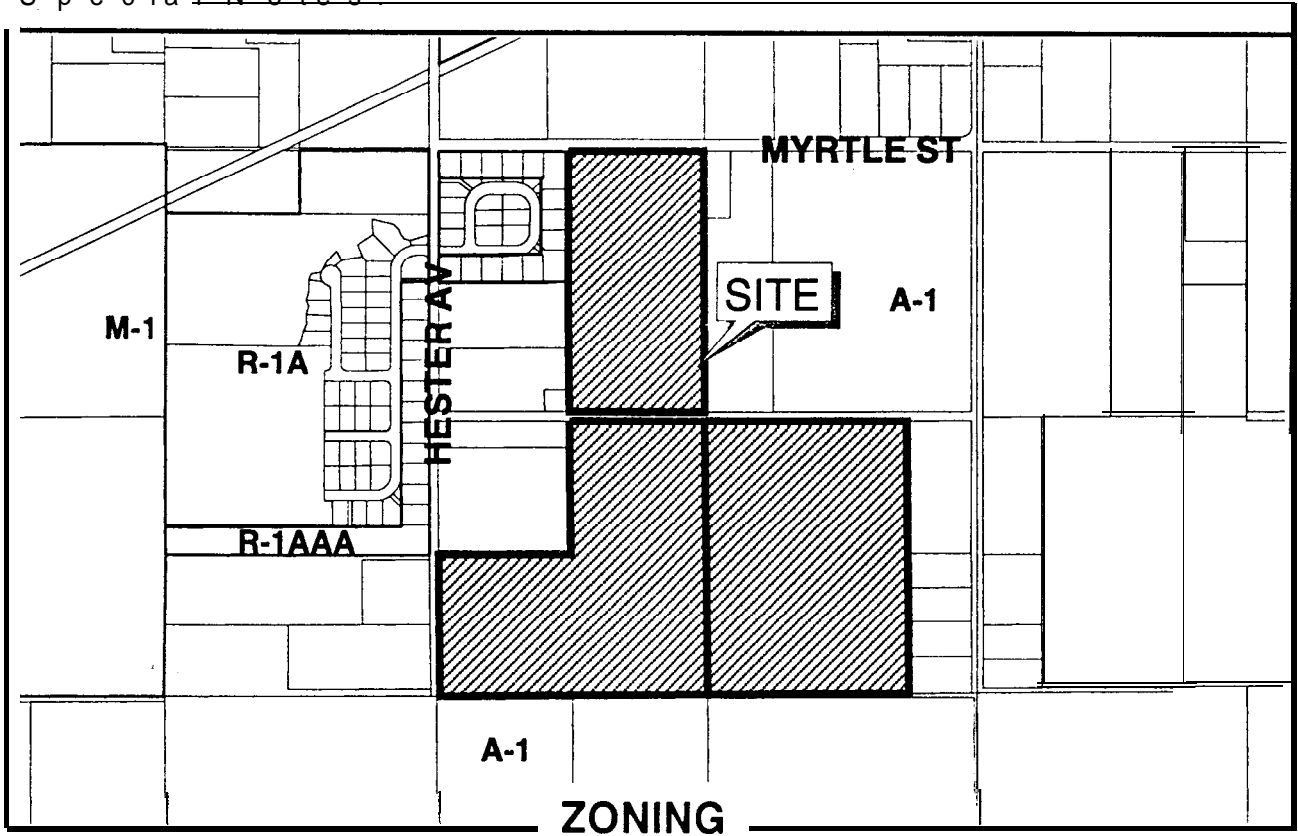 MYRTLE ST
SITE
A-1
M-1
R-1A
HESTER AV
R-1AAA
A-1
ZONING